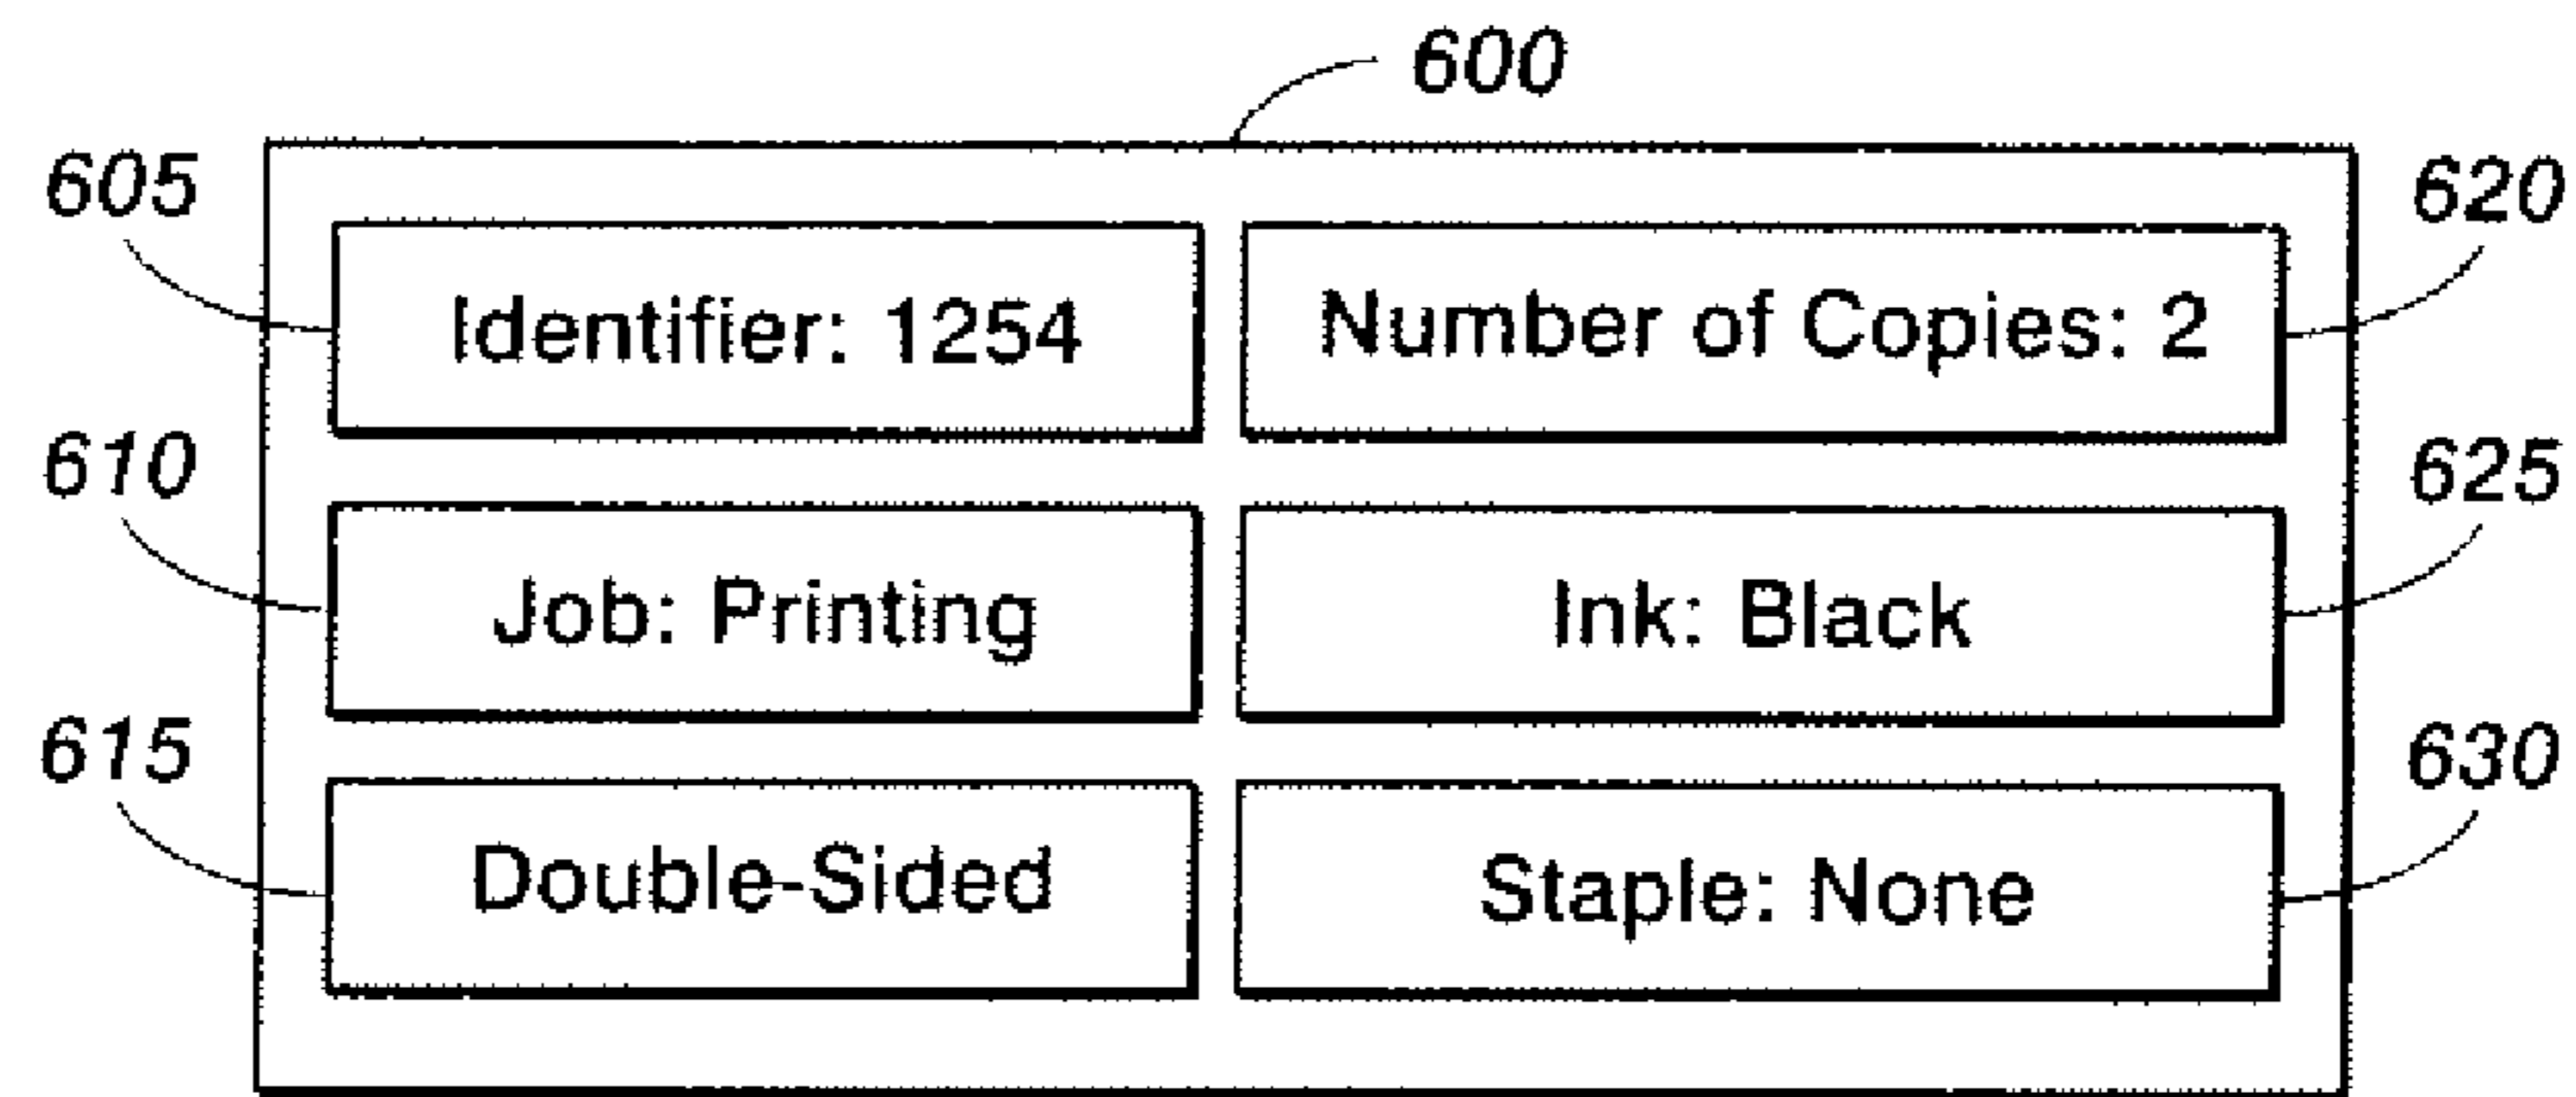 600
605
620
Identifier: 1254
Number of Copies: 2
610
625
Job: Printing
Ink: Black
615
630
Double-Sided
Staple: None